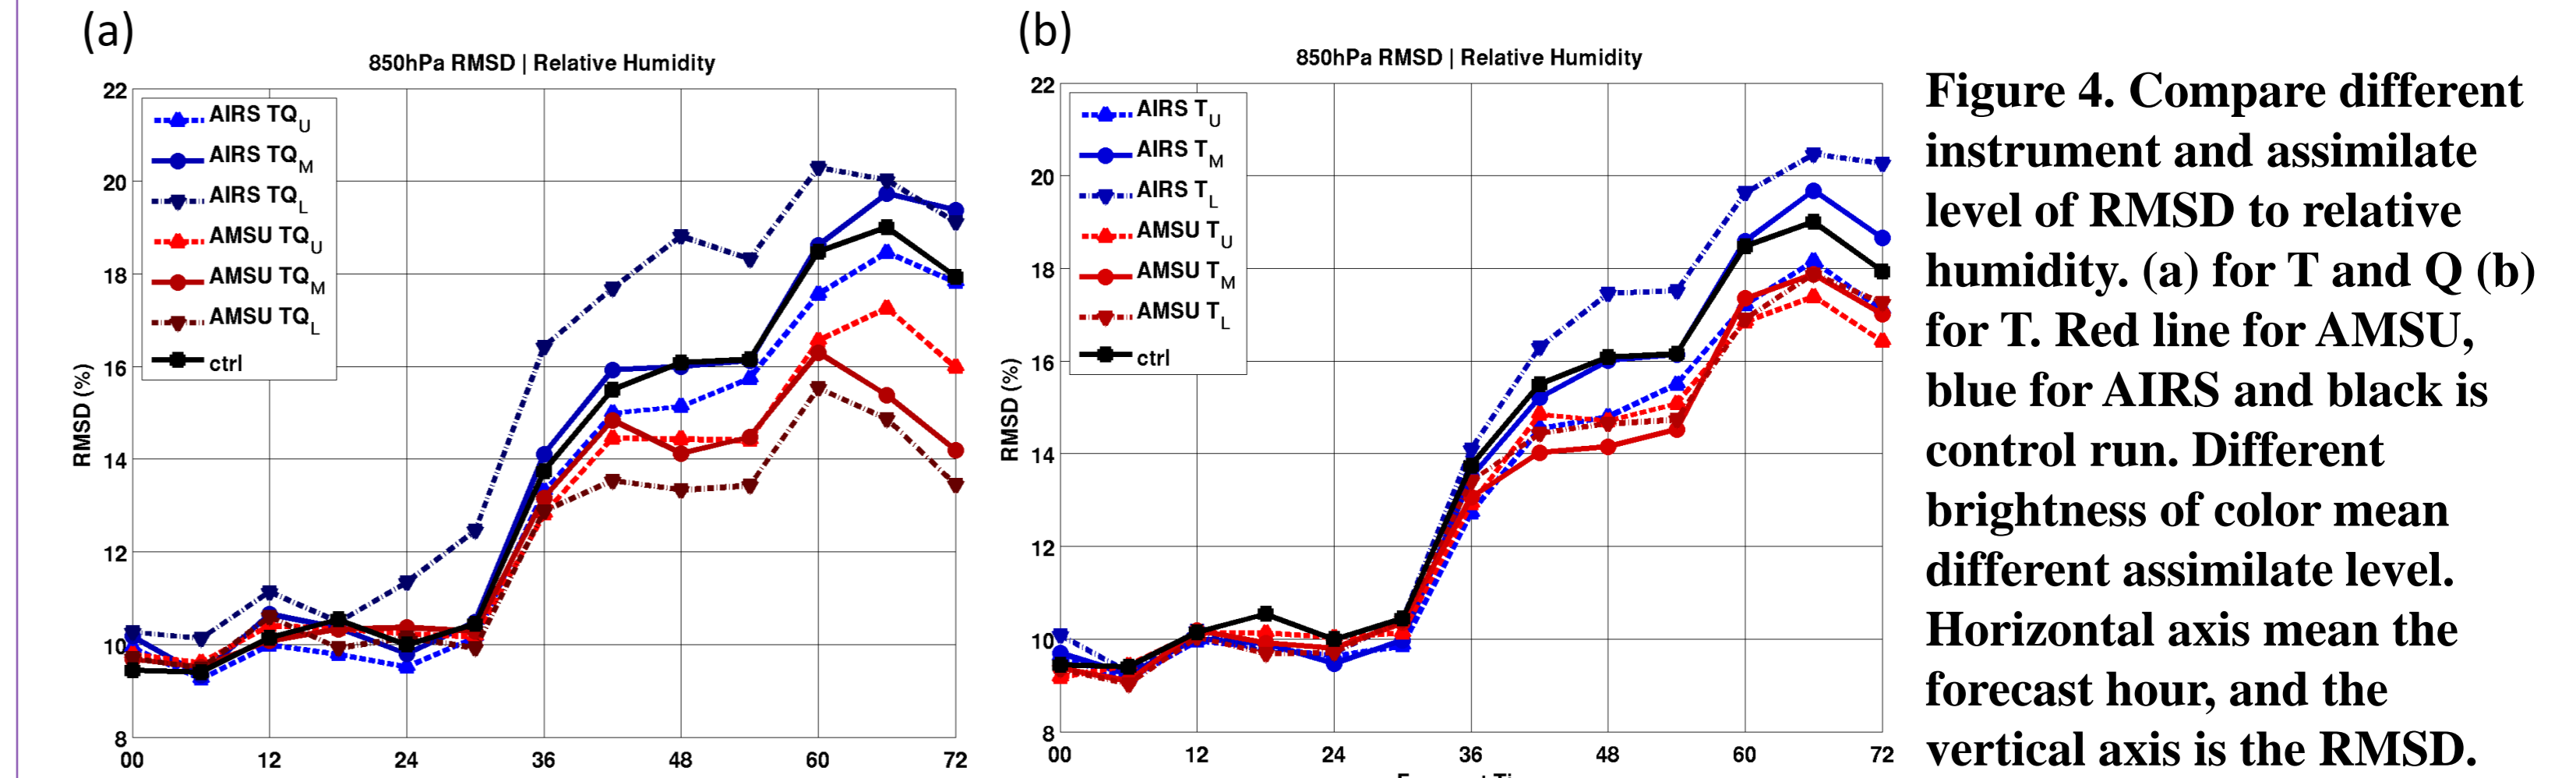 (a)
850hPa RMSD | Relative Humidity
22
20
18
16
14
12
10
8
RMSD (%)
AIRS TQU
AIRS TQM
AIRS TQL
AMSU TQU
AMSU TQM
AMSU TQL
ctrl
00 12 24 36 48 60 72
(b)
850hPa RMSD | Relative Humidity
22
20
18
16
14
12
10
8
RMSD (%)
AIRS TU
AIRS TM
AIRS TL
AMSU TU
AMSU TM
AMSU TL
ctrl
00 12 24 36 48 60 72
Figure 4. Compare different
instrument and assimilate
level of RMSD to relative
humidity. (a) for T and Q (b)
for T. Red line for AMSU,
blue for AIRS and black is
control run. Different
brightness of color mean
different assimilate level.
Horizontal axis mean the
forecast hour, and the
vertical axis is the RMSD.